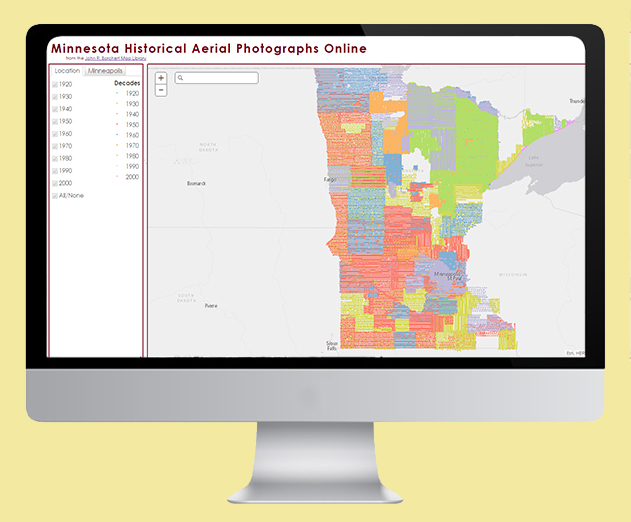 Minnesota Historical Aerial Photographs Online
from the John R. Borchert Map Library
Location Minneapolis
1920
1930
1940
1950
1960
1970
1980
1990
2000
All/None
Decades
1920
1930
1940
1950
1960
1970
1980
1990
2000
+
−
NORTH
DAKOTA
Bismarck
Fargo
Thunde
Lake
Superior
Minneapolis
St Paul
WISCONSIN
SOUTH
DAKOTA
Pierre
Sioux
Falls
Esri, HERE